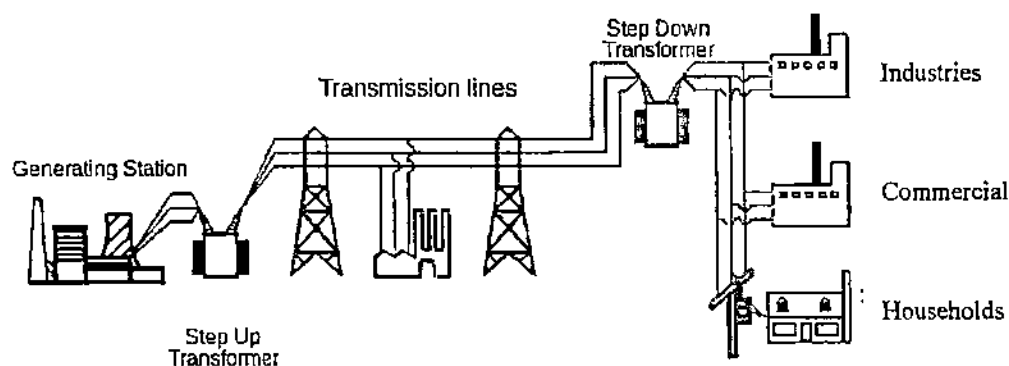 Step Down
Transformer
Industries
Transmission lines
Generating Station
Commercial
Households
Step Up
Transformer